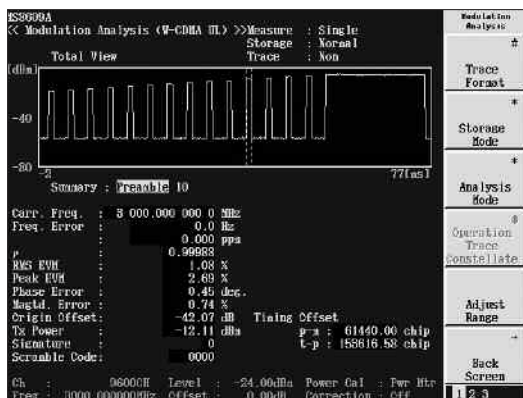 MS8609A
<< Modulation Analysis (W-CDMA UL) >>Measure : Single
Storage : Normal
Total View Trace : Non
[dBm]
-40
-80
-2 77[ms]
Summary : Preamble 10
Carr. Freq. : 3 000.000 000 0 MHz
Freq. Error : 0.0 Hz
: 0.000 ppm
ρ : 0.99983
RMS EVM : 1.08 %
Peak EVM : 2.69 %
Phase Error : 0.45 deg.
Magtd. Error : 0.74 %
Origin Offset: -42.07 dB Timing Offset
Tx Power : -12.11 dBm p-m : 61440.00 chip
Signature : 0 t-p : 153616.58 chip
Scramble Code: 0000
Ch : 09600CH Level : -24.00dBm Power Cal : Pwr Mtr
Freq : 3000.000000MHz Offset : 0.00dB Correction : Off
Modulation
Analysis
#
Trace
Format
*
Storage
Mode
*
Analysis
Mode
Operation
Trace
Constellate
Adjust
Range
→
Back
Screen
1 2 3